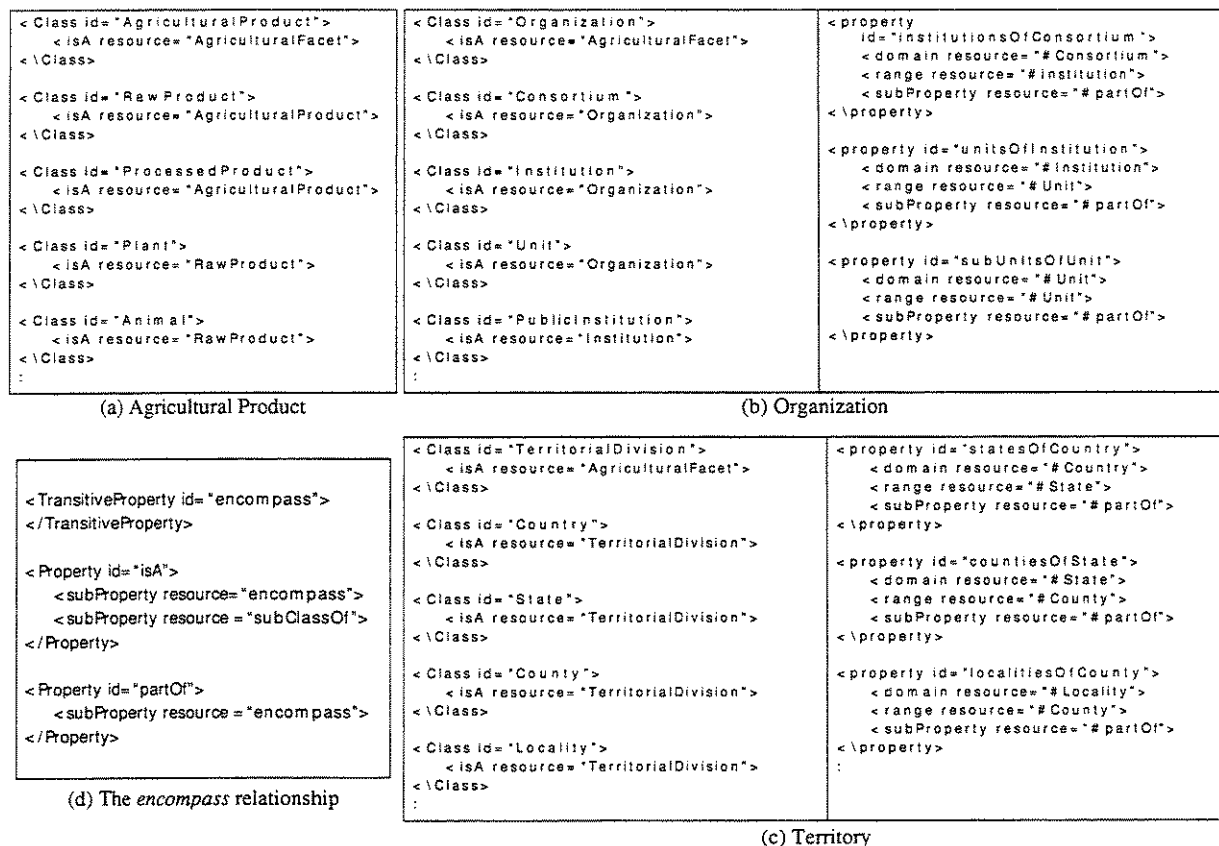 < Class id= "AgriculturalProduct">
< isA resource= "AgriculturalFacet">
< \Class>
< Class id= "RawProduct">
< isA resource= "AgriculturalProduct">
< \Class>
< Class id= "ProcessedProduct">
< isA resource= "AgriculturalProduct">
< \Class>
< Class id= "Plant">
< isA resource= "RawProduct">
< \Class>
< Class id= "Animal">
< isA resource= "RawProduct">
< \Class>
:
(a) Agricultural Product
< Class id= "Organization">
< isA resource= "AgriculturalFacet">
< \Class>
< Class id= "Consortium">
< isA resource= "Organization">
< \Class>
< Class id= "Institution">
< isA resource= "Organization">
< \Class>
< Class id= "Unit">
< isA resource= "Organization">
< \Class>
< Class id= "PublicInstitution">
< isA resource= "Institution">
< \Class>
:
< property
id= "institutionsOfConsortium">
< domain resource= "# Consortium">
< range resource= "# institution">
< subProperty resource= "# partOf">
< \property>
< property id= "unitsOfInstitution">
< domain resource= "# Institution">
< range resource= "# Unit">
< subProperty resource= "# partOf">
< \property>
< property id= "subUnitsOfUnit">
< domain resource= "# Unit">
< range resource= "# Unit">
< subProperty resource= "# partOf">
< \property>
(b) Organization
<TransitiveProperty id="encompass">
</TransitiveProperty>
<Property id="isA">
<subProperty resource="encompass">
<subProperty resource ="subClassOf">
</Property>
<Property id="partOf">
<subProperty resource ="encompass">
</Property>
(d) The encompass relationship
< Class id= "TerritorialDivision">
< isA resource= "AgriculturalFacet">
< \Class>
< Class id= "Country">
< isA resource= "TerritorialDivision">
< \Class>
< Class id= "State">
< isA resource= "TerritorialDivision">
< \Class>
< Class id= "County">
< isA resource= "TerritorialDivision">
< \Class>
< Class id= "Locality">
< isA resource= "TerritorialDivision">
< \Class>
:
< property id= "statesOfCountry">
< domain resource= "# Country">
< range resource= "# State">
< subProperty resource= "# partOf">
< \property>
< property id= "countiesOfState">
< domain resource= "# State">
< range resource= "# County">
< subProperty resource= "# partOf">
< \property>
< property id= "localitiesOfCounty">
< domain resource= "# Locality">
< range resource= "# County">
< subProperty resource= "# partOf">
< \property>
:
(c) Territory